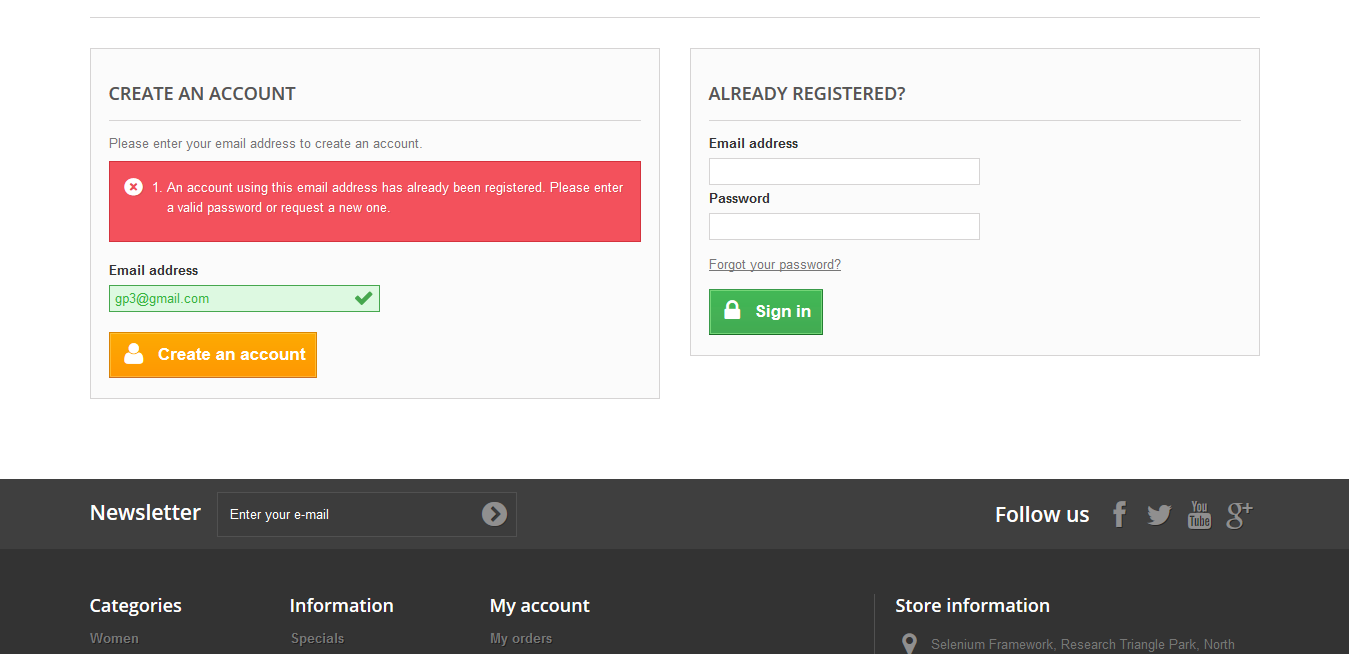 CREATE AN ACCOUNT
Please enter your email address to create an account.
1. An account using this email address has already been registered. Please enter
a valid password or request a new one.
Email address
gp3@gmail.com
Create an account
ALREADY REGISTERED?
Email address
Password
Forgot your password?
Sign in
Newsletter
Enter your e-mail
Follow us
You
Tube
g+
Categories
Women
Information
Specials
My account
My orders
Store information
Selenium Framework, Research Triangle Park, North